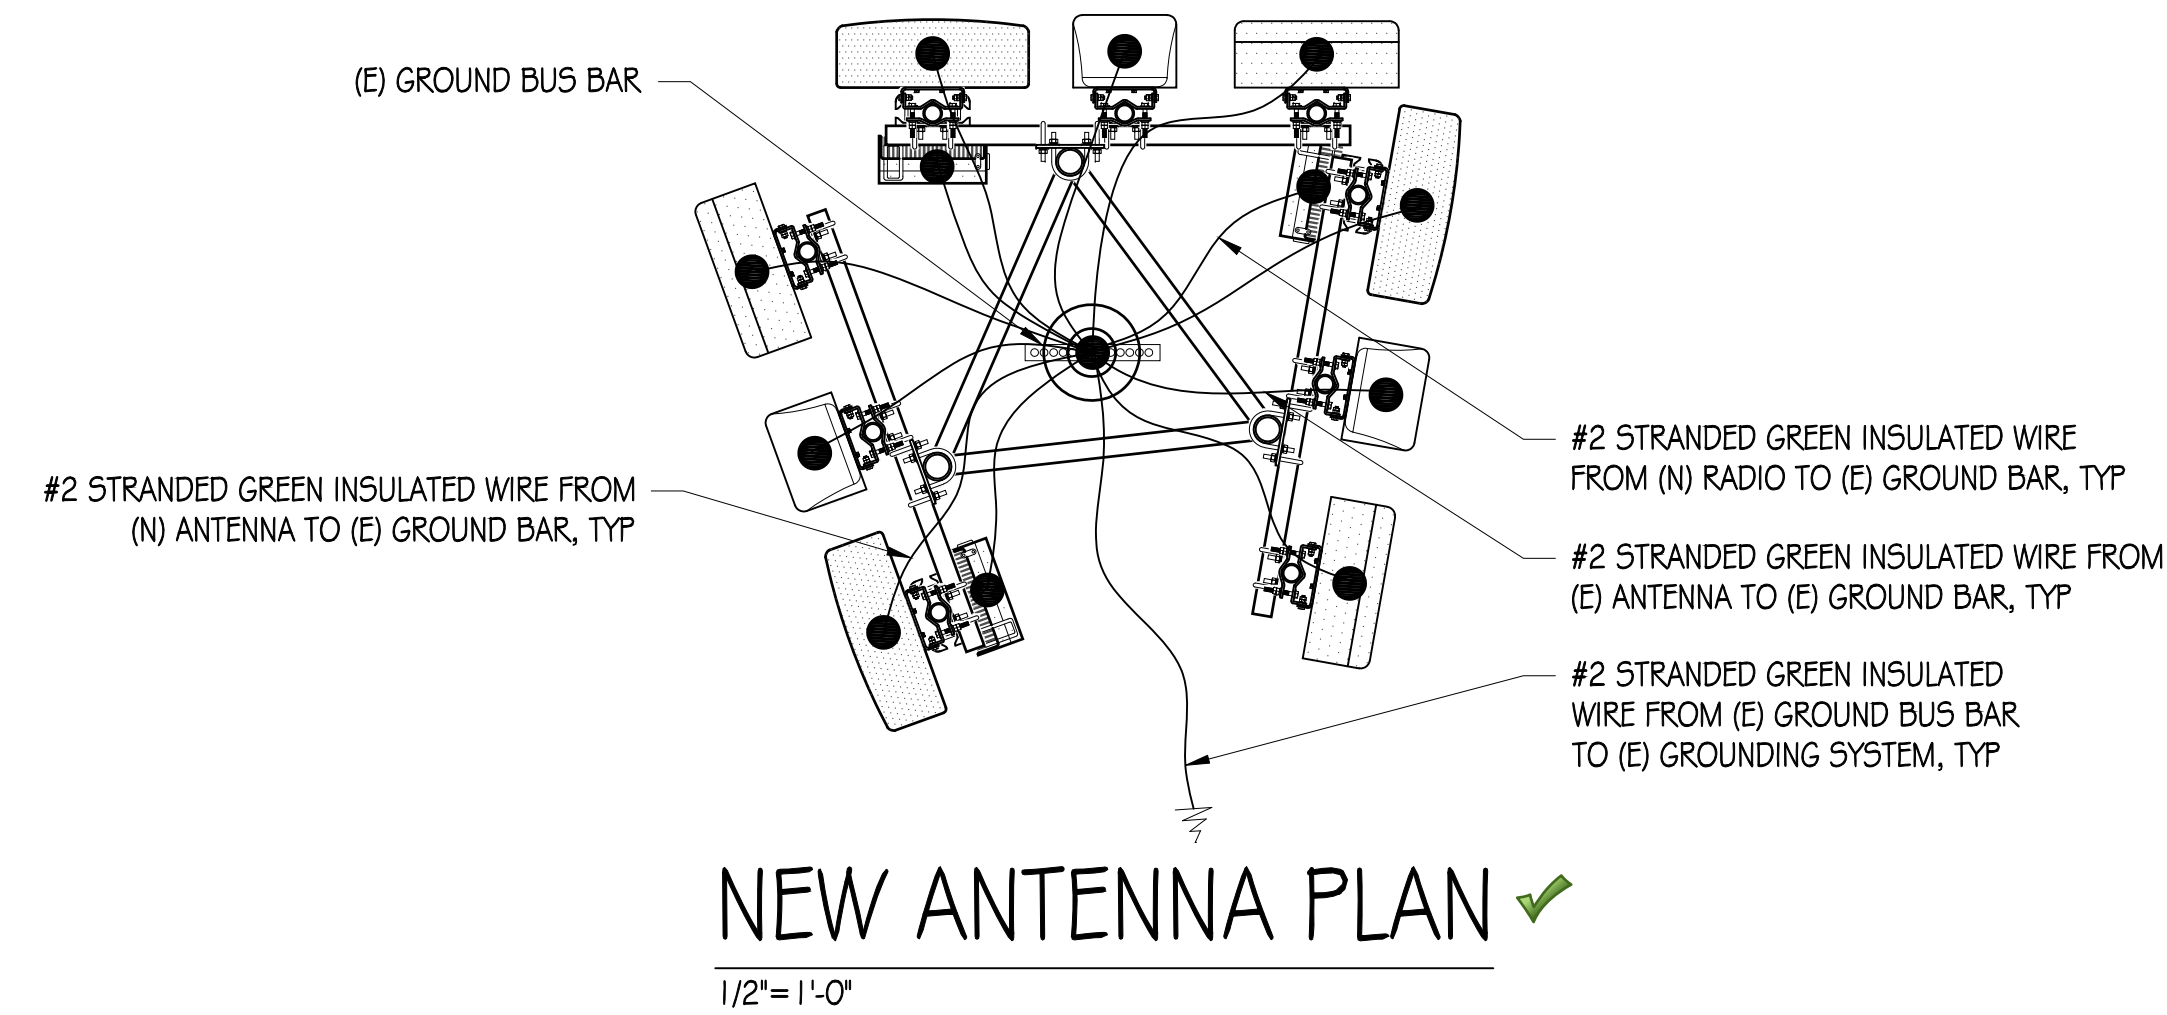 (E) GROUND BUS BAR
#2 STRANDED GREEN INSULATED WIRE FROM
(N) ANTENNA TO (E) GROUND BAR, TYP
#2 STRANDED GREEN INSULATED WIRE
FROM (N) RADIO TO (E) GROUND BAR, TYP
#2 STRANDED GREEN INSULATED WIRE FROM
(E) ANTENNA TO (E) GROUND BAR, TYP
#2 STRANDED GREEN INSULATED
WIRE FROM (E) GROUND BUS BAR
TO (E) GROUNDING SYSTEM, TYP
NEW ANTENNA PLAN
1/2"=1'-0"